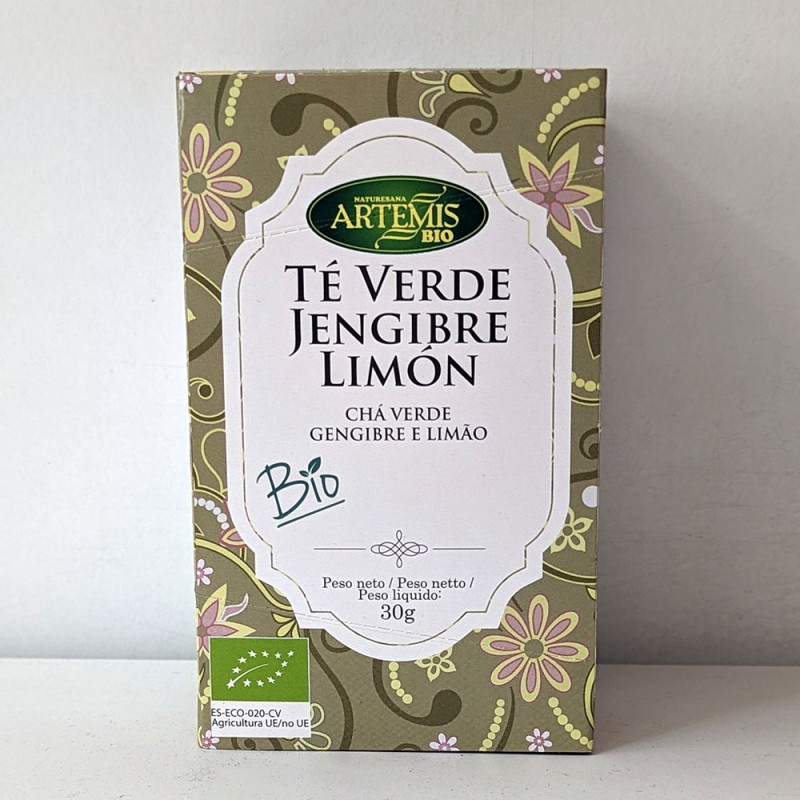 NATURESANA
ARTEMIS
BIO
TÉ VERDE
JENGIBRE
LIMÓN
CHÁ VERDE
GENGIBRE E LIMÃO
Bio
Peso neto / Peso netto /
Peso liquido:
30g
ES-ECO-020-CV
Agricultura UE/no UE